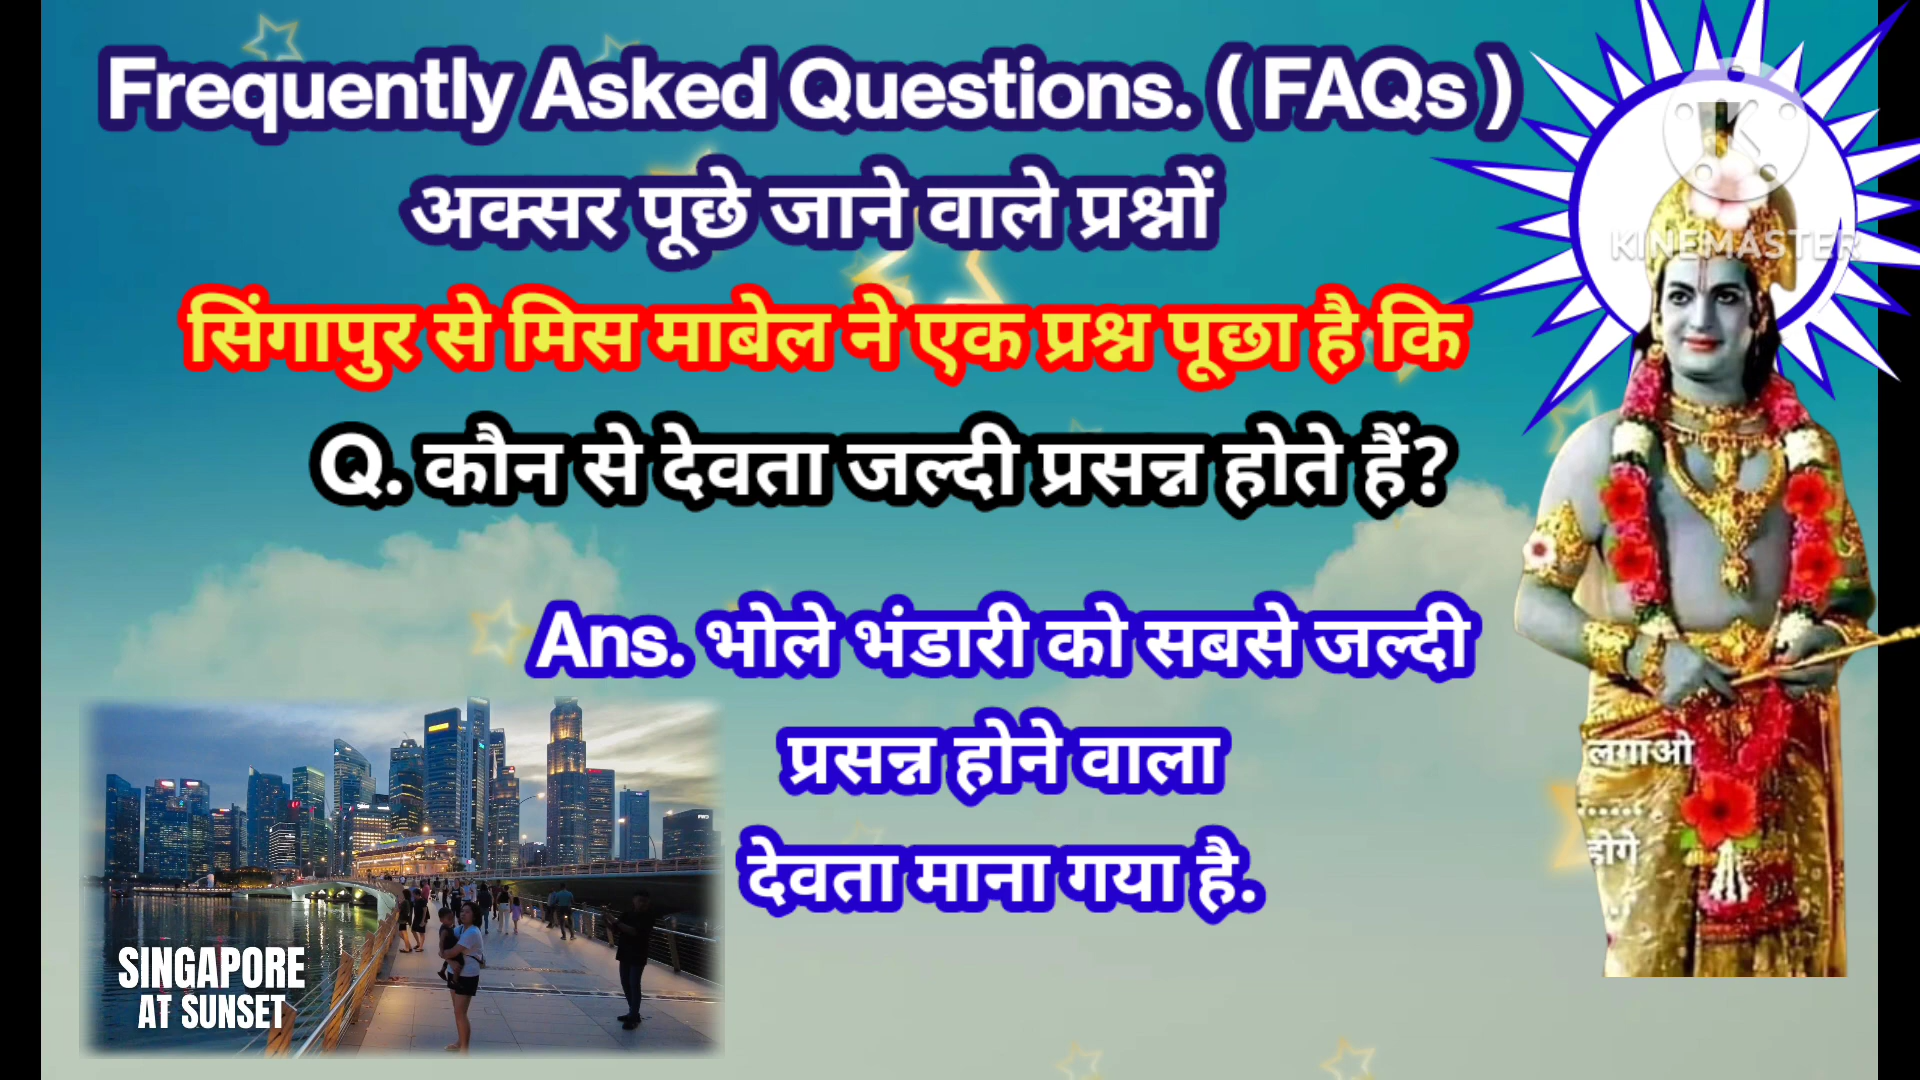 Frequently Asked Questions. ( FAQs )
अक्सर पूछे जाने वाले प्रश्नों
सिंगापुर से मिस माबेल ने एक प्रश्न पूछा है कि
Q. कौन से देवता जल्दी प्रसन्न होते हैं?
Ans. भोले भंडारी को सबसे जल्दी
प्रसन्न होने वाला
देवता माना गया है.
K
KINEMASTER
लगाओ
होगे
SINGAPORE
AT SUNSET